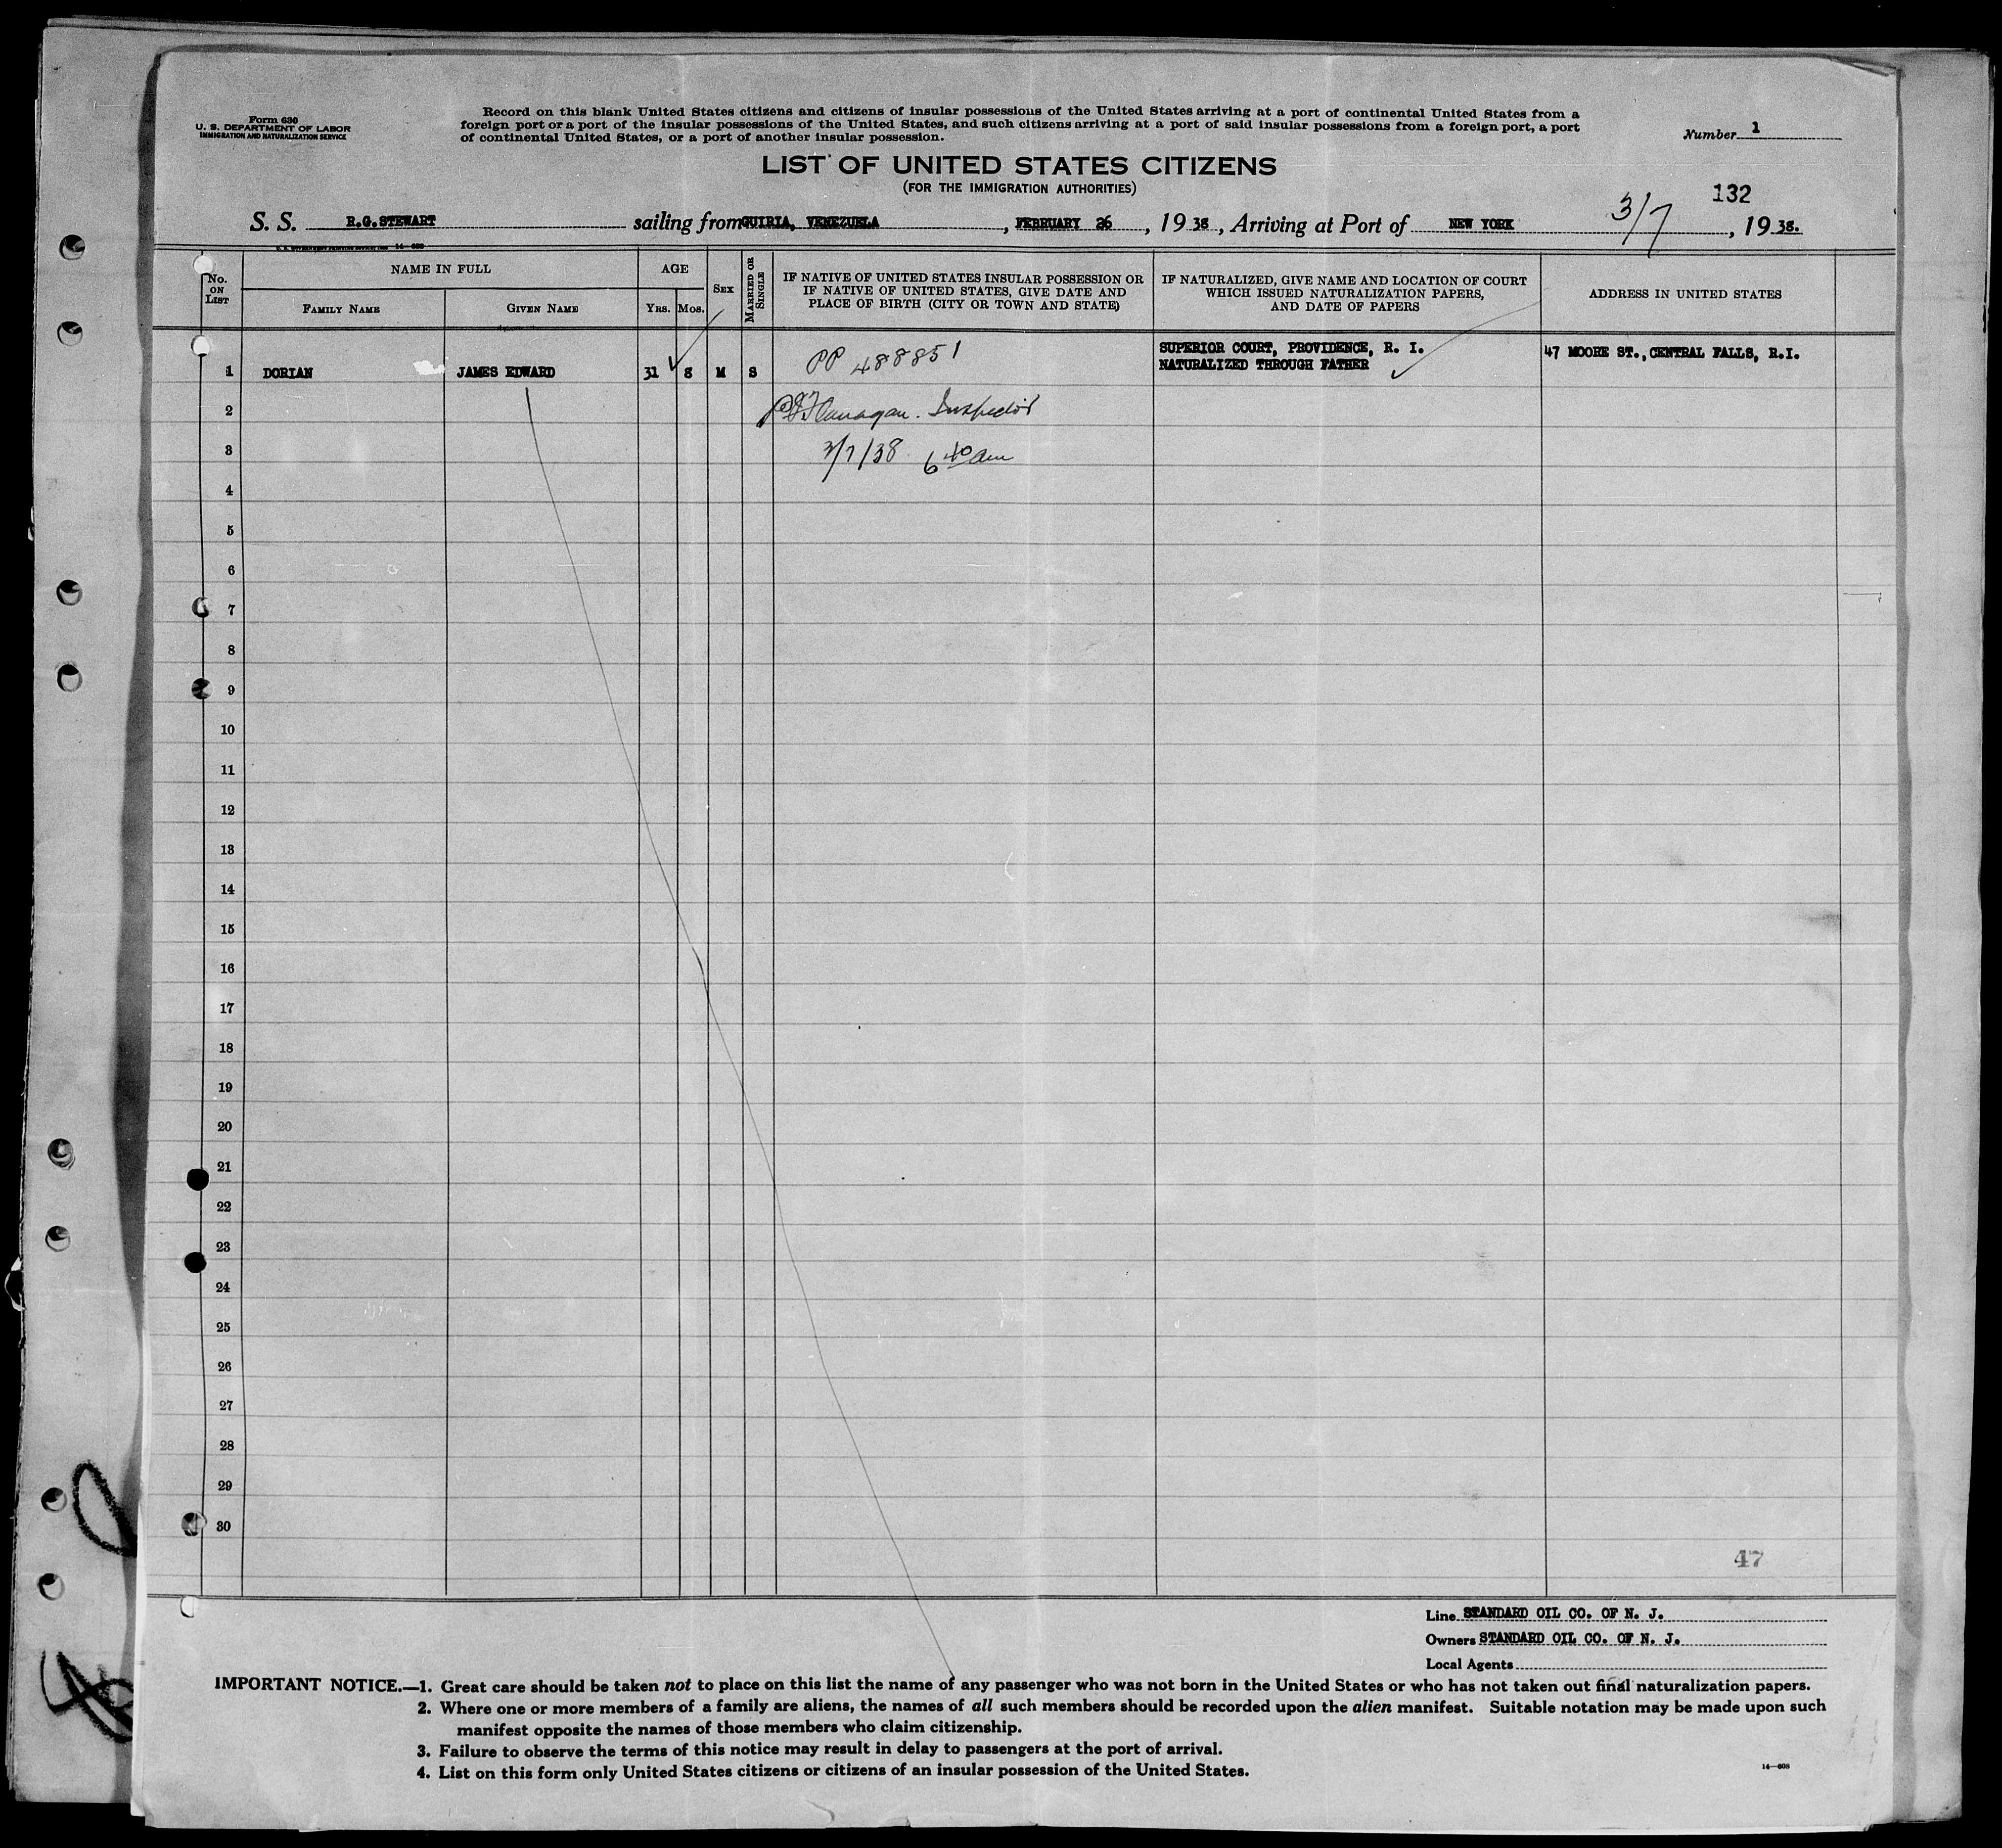 Form 630
U. S. DEPARTMENT OF LABOR
IMMIGRATION AND NATURALIZATION SERVICE
Record on this blank United States citizens and citizens of insular possessions of the United States arriving at a port of continental United States from a
foreign port or a port of the insular possessions of the United States, and such citizens arriving at a port of said insular possessions from a foreign port, a port
of continental United States, or a port of another insular possession.
Number 1
LIST OF UNITED STATES CITIZENS
(FOR THE IMMIGRATION AUTHORITIES)
132
S. S. R.G.STEWART sailing from GUIRIA, VENEZUELA, FEBRUARY 26, 1938, Arriving at Port of NEW YORK 3/7, 1938.
No. ON LIST
NAME IN FULL
FAMILY NAME
GIVEN NAME
AGE
YRS. MOS.
SEX
MARRIED OR SINGLE
IF NATIVE OF UNITED STATES INSULAR POSSESSION OR
IF NATIVE OF UNITED STATES, GIVE DATE AND
PLACE OF BIRTH (CITY OR TOWN AND STATE)
IF NATURALIZED, GIVE NAME AND LOCATION OF COURT
WHICH ISSUED NATURALIZATION PAPERS,
AND DATE OF PAPERS
ADDRESS IN UNITED STATES
SUPERIOR COURT, PROVIDENCE, R. I.
47 MOORE ST., CENTRAL FALLS, R.I.
1 DORIAN JAMES EDWARD 31 8 M S PP 488851 NATURALIZED THROUGH FATHER
2 Flanagan. Inspector
3 3/7/38 6 40 am
4
5
6
7
8
9
10
11
12
13
14
15
16
17
18
19
20
21
22
23
24
25
26
27
28
29
30
47
Line STANDARD OIL CO. OF N. J.
Owners STANDARD OIL CO. OF N. J.
Local Agents
IMPORTANT NOTICE.—1. Great care should be taken not to place on this list the name of any passenger who was not born in the United States or who has not taken out final naturalization papers.
2. Where one or more members of a family are aliens, the names of all such members should be recorded upon the alien manifest. Suitable notation may be made upon such
manifest opposite the names of those members who claim citizenship.
3. Failure to observe the terms of this notice may result in delay to passengers at the port of arrival.
4. List on this form only United States citizens or citizens of an insular possession of the United States.
14—608